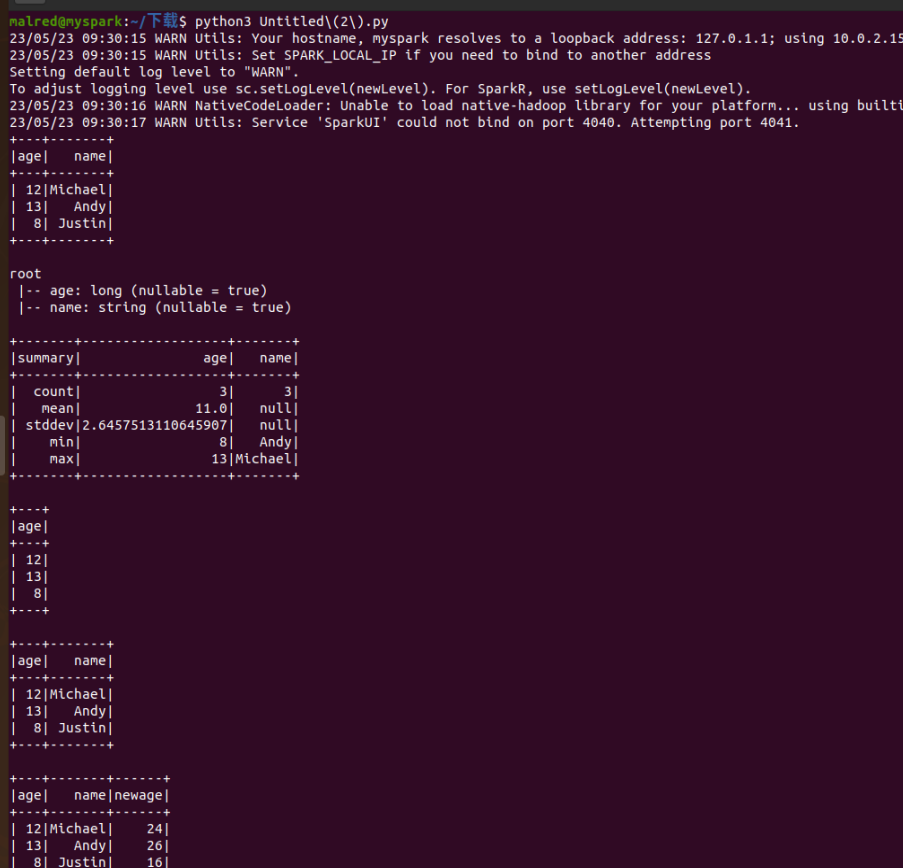 malred@myspark:~/下载$ python3 Untitled\(2\).py
23/05/23 09:30:15 WARN Utils: Your hostname, myspark resolves to a loopback address: 127.0.1.1; using 10.0.2.15
23/05/23 09:30:15 WARN Utils: Set SPARK_LOCAL_IP if you need to bind to another address
Setting default log level to "WARN".
To adjust logging level use sc.setLogLevel(newLevel). For SparkR, use setLogLevel(newLevel).
23/05/23 09:30:16 WARN NativeCodeLoader: Unable to load native-hadoop library for your platform... using builti
23/05/23 09:30:17 WARN Utils: Service 'SparkUI' could not bind on port 4040. Attempting port 4041.
+---+-------+
|age|   name|
+---+-------+
| 12|Michael|
| 13|   Andy|
|  8| Justin|
+---+-------+
root
 |-- age: long (nullable = true)
 |-- name: string (nullable = true)
+-------+------------------+-------+
|summary|               age|   name|
+-------+------------------+-------+
|  count|                 3|      3|
|   mean|              11.0|   null|
| stddev|2.6457513110645907|   null|
|    min|                 8|   Andy|
|    max|                13|Michael|
+-------+------------------+-------+
+---+
|age|
+---+
| 12|
| 13|
|  8|
+---+
+---+-------+
|age|   name|
+---+-------+
| 12|Michael|
| 13|   Andy|
|  8| Justin|
+---+-------+
+---+-------+------+
|age|   name|newage|
+---+-------+------+
| 12|Michael|    24|
| 13|   Andy|    26|
|  8| Justin|    16|